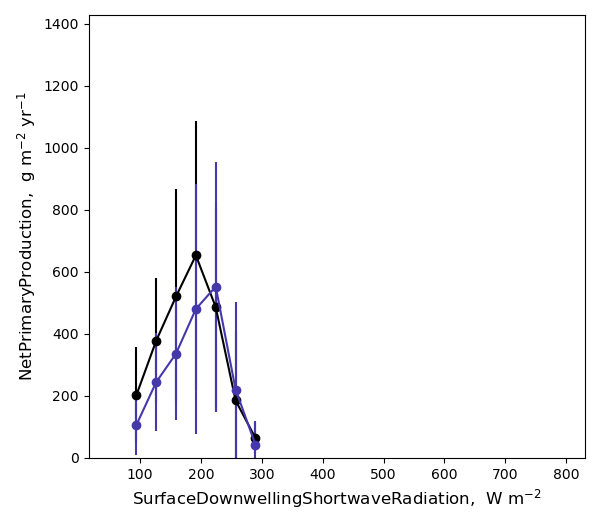 1400
1200
1000
800
600
400
200
0
NetPrimaryProduction, g m⁻² yr⁻¹
100 200 300 400 500 600 700 800
SurfaceDownwellingShortwaveRadiation, W m⁻²